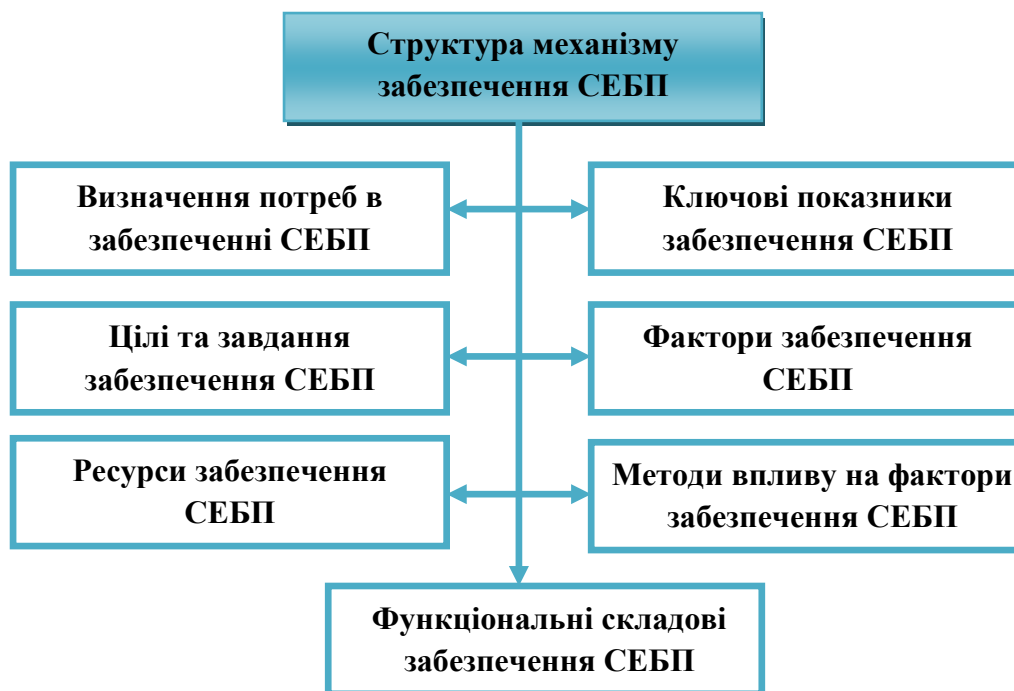 Структура механізму
забезпечення СЕБП
Визначення потреб в
забезпеченні СЕБП
Ключові показники
забезпечення СЕБП
Цілі та завдання
забезпечення СЕБП
Фактори забезпечення
СЕБП
Ресурси забезпечення
СЕБП
Методи впливу на фактори
забезпечення СЕБП
Функціональні складові
забезпечення СЕБП